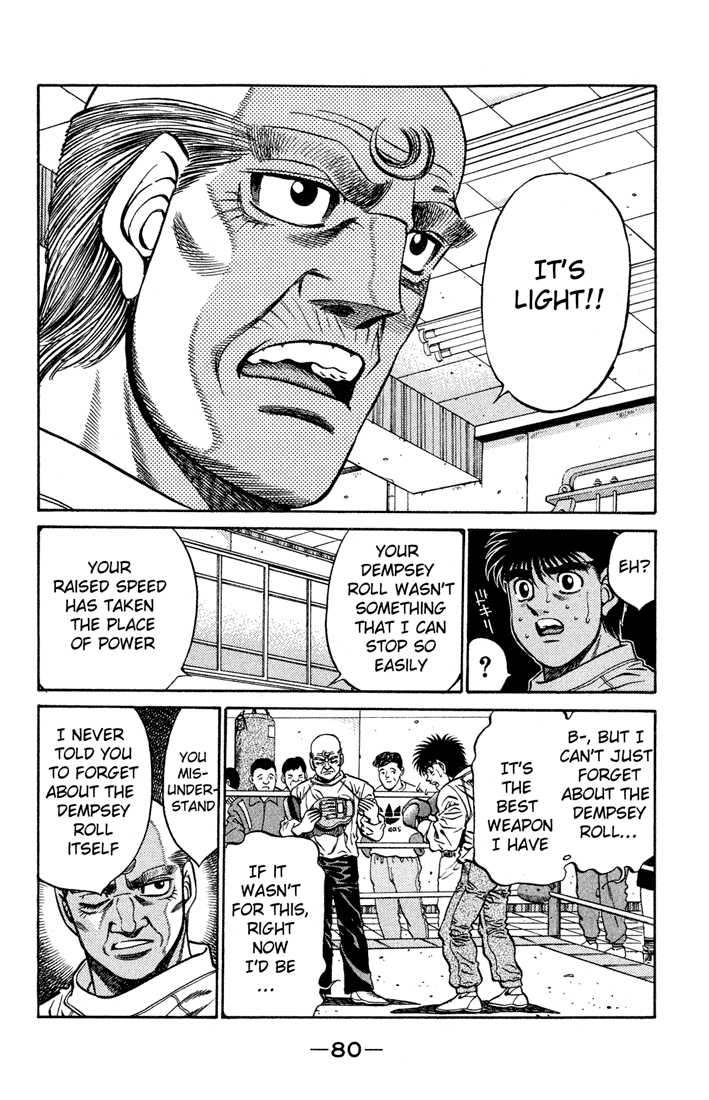 IT'S
LIGHT!!
EH?
?
YOUR
DEMPSEY
ROLL WASN'T
SOMETHING
THAT I CAN
STOP SO
EASILY
YOUR
RAISED SPEED
HAS TAKEN
THE PLACE
OF POWER
B-, BUT I
CAN'T JUST
FORGET
ABOUT THE
DEMPSEY
ROLL...
IT'S
THE
BEST
WEAPON
I HAVE
IF IT
WASN'T
FOR THIS,
RIGHT
NOW
I'D BE
...
YOU
MIS-
UNDER-
STAND
I NEVER
TOLD YOU
TO FORGET
ABOUT THE
DEMPSEY
ROLL
ITSELF
—80—